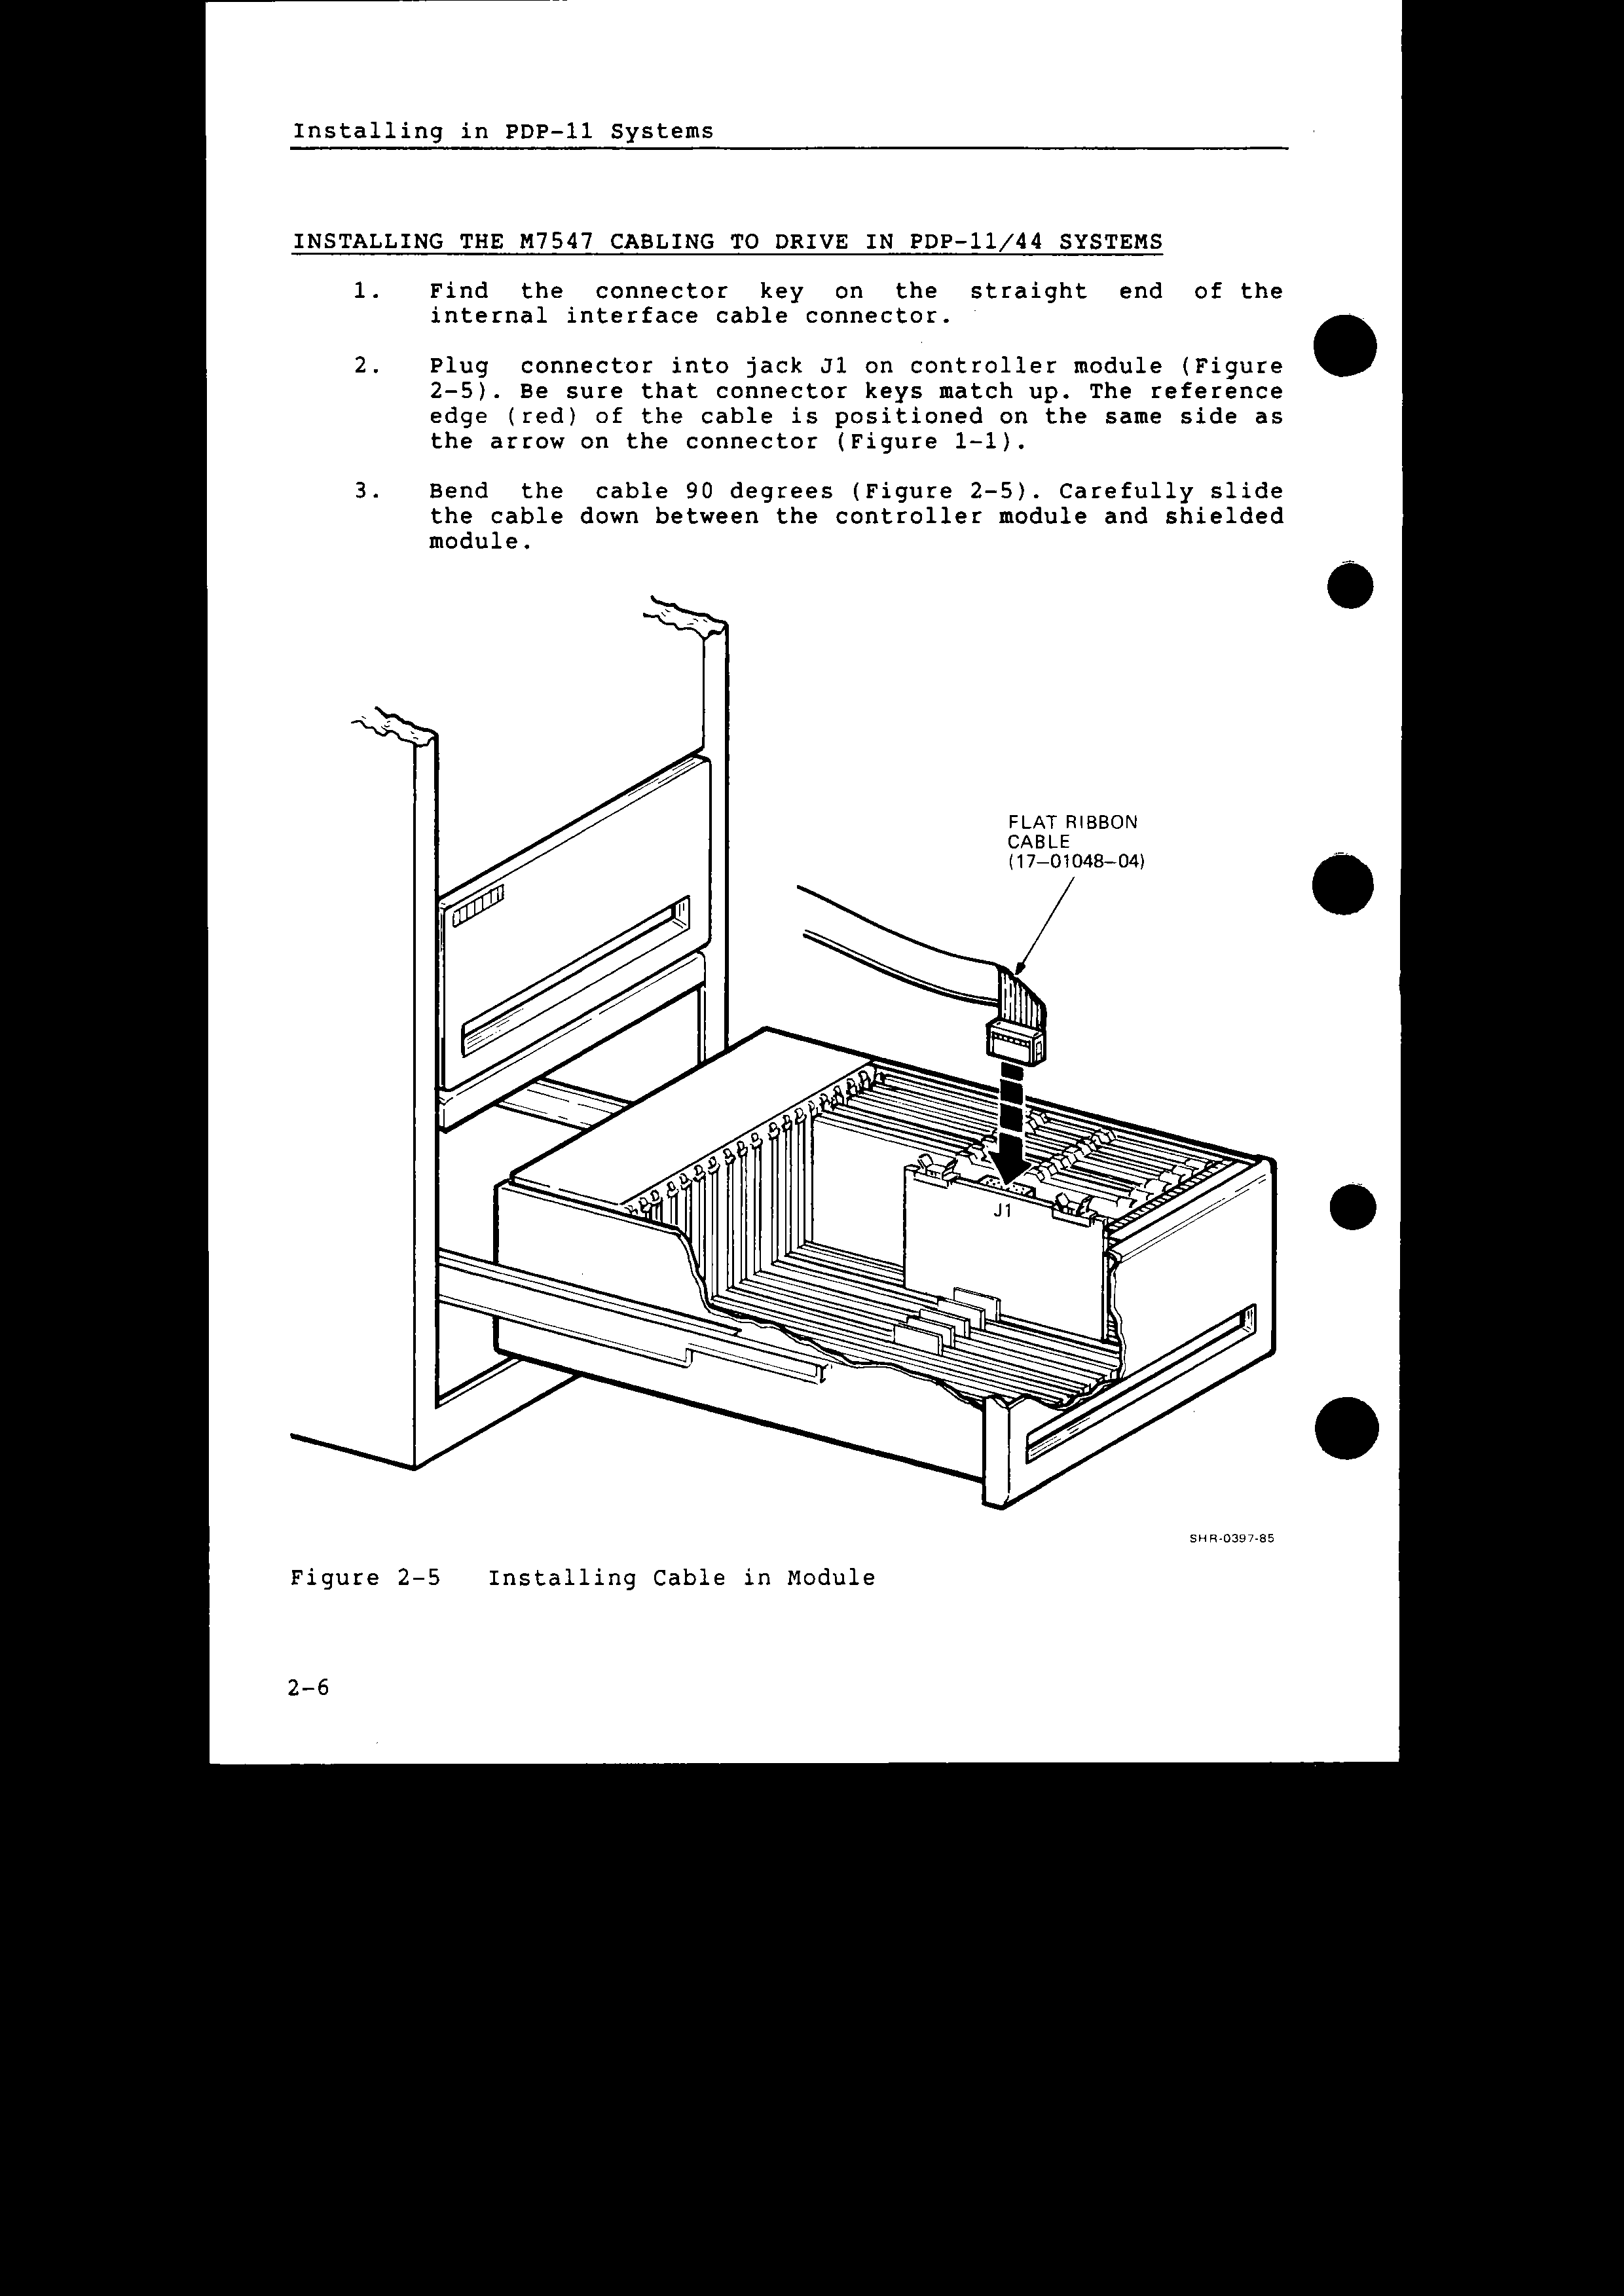 Installing in PDP-11 Systems
INSTALLING THE M7547 CABLING TO DRIVE IN PDP-11/44 SYSTEMS
1. Find the connector key on the straight end of the
internal interface cable connector.
2. Plug connector into jack J1 on controller module (Figure
2-5). Be sure that connector keys match up. The reference
edge (red) of the cable is positioned on the same side as
the arrow on the connector (Figure 1-1).
3. Bend the cable 90 degrees (Figure 2-5). Carefully slide
the cable down between the controller module and shielded
module.
FLAT RIBBON
CABLE
(17-01048-04)
J1
SHR-0397-85
Figure 2-5 Installing Cable in Module
2-6